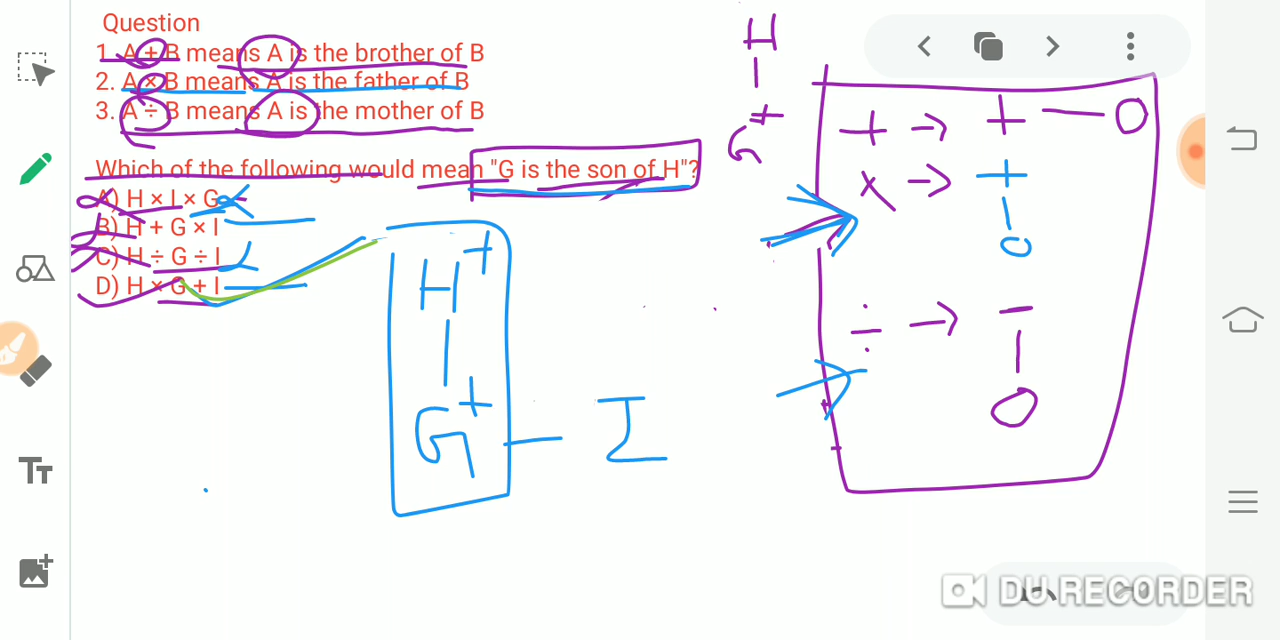 Question
1. A + B means A is the brother of B
2. A × B means A is the father of B
3. A ÷ B means A is the mother of B
Which of the following would mean "G is the son of H"?
A) H × I × G
B) H + G × I
C) H ÷ G ÷ I
D) H × G + I
H
|
G +
+ → + — O
× → +
|
O
÷ → −
|
O
H +
|
G + — I
Tт
DU RECORDER